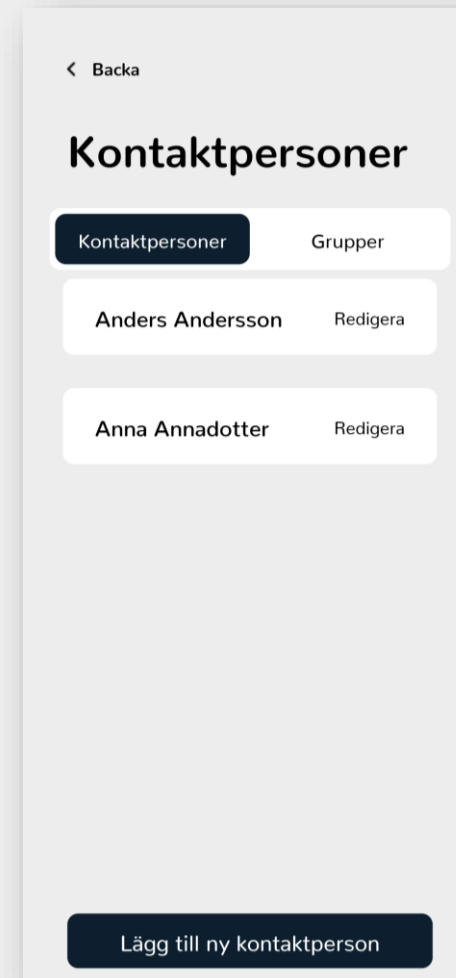 Backa
Kontaktpersoner
Kontaktpersoner Grupper
Anders Andersson Redigera
Anna Annadotter Redigera
Lägg till ny kontaktperson